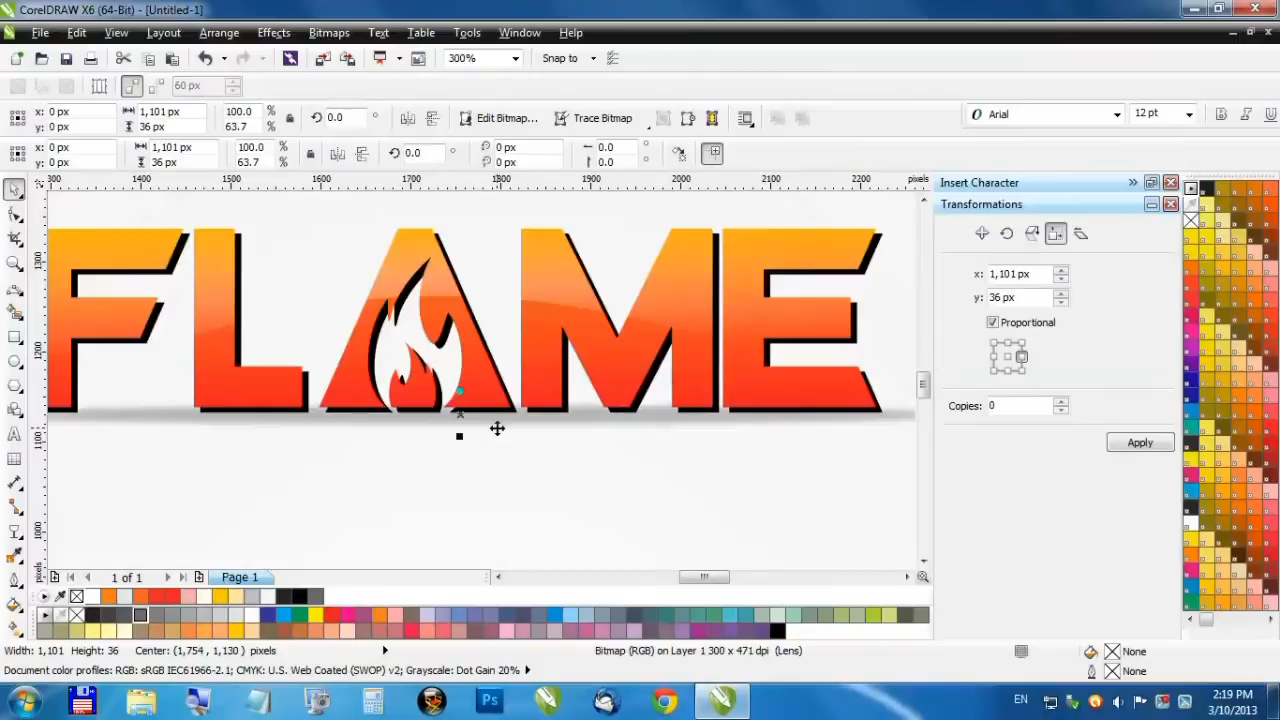 CorelDRAW X6 (64-Bit) - [Untitled-1]
File Edit View Layout Arrange Effects Bitmaps Text Table Tools Window Help
300% Snap to
60 px
x: 0 px 1,101 px 100.0 % 0.0 ° Edit Bitmap... Trace Bitmap Arial 12 pt B I U
y: 0 px 36 px 63.7 %
x: 0 px 1,101 px 100.0 % 0.0 ° 0 px 0.0 °
y: 0 px 36 px 63.7 % 0 px 0.0 °
1300 1400 1500 1600 1700 1800 1900 2000 2100 2200 pixels
Insert Character
Transformations
FLAME
x: 1,101 px
y: 36 px
Proportional
Copies: 0
Apply
1300
1200
1100
1000
pixels
1 of 1 Page 1
Width: 1,101 Height: 36 Center: (1,754 , 1,130 ) pixels Bitmap (RGB) on Layer 1 300 x 471 dpi (Lens) None
Document color profiles: RGB: sRGB IEC61966-2.1; CMYK: U.S. Web Coated (SWOP) v2; Grayscale: Dot Gain 20% None
Ps
EN 2:19 PM
3/10/2013